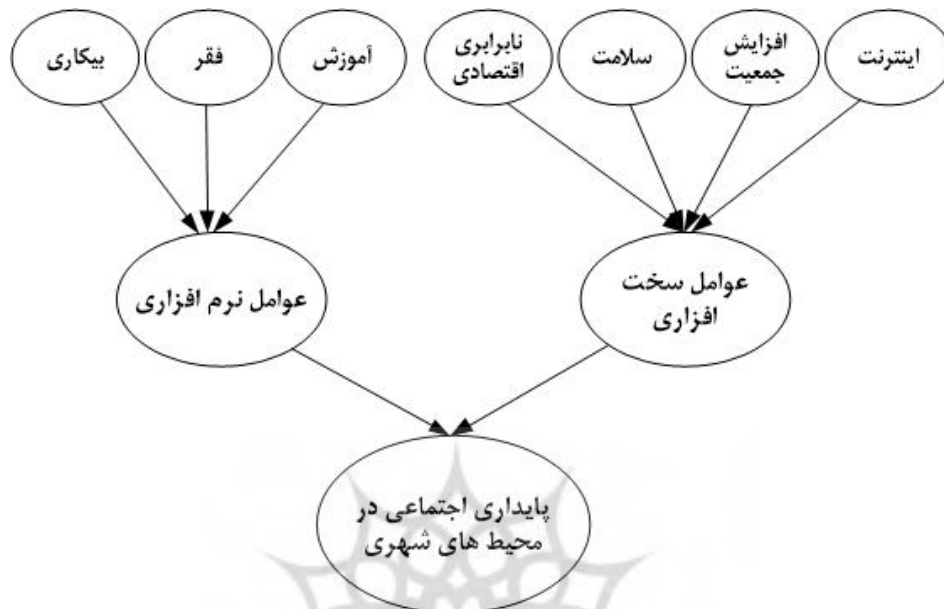 اینترنت
افزایش
جمعیت
سلامت
نابرابری
اقتصادی
آموزش
فقر
بیکاری
عوامل سخت
افزاری
عوامل نرم افزاری
پایداری اجتماعی در
محیط های شهری